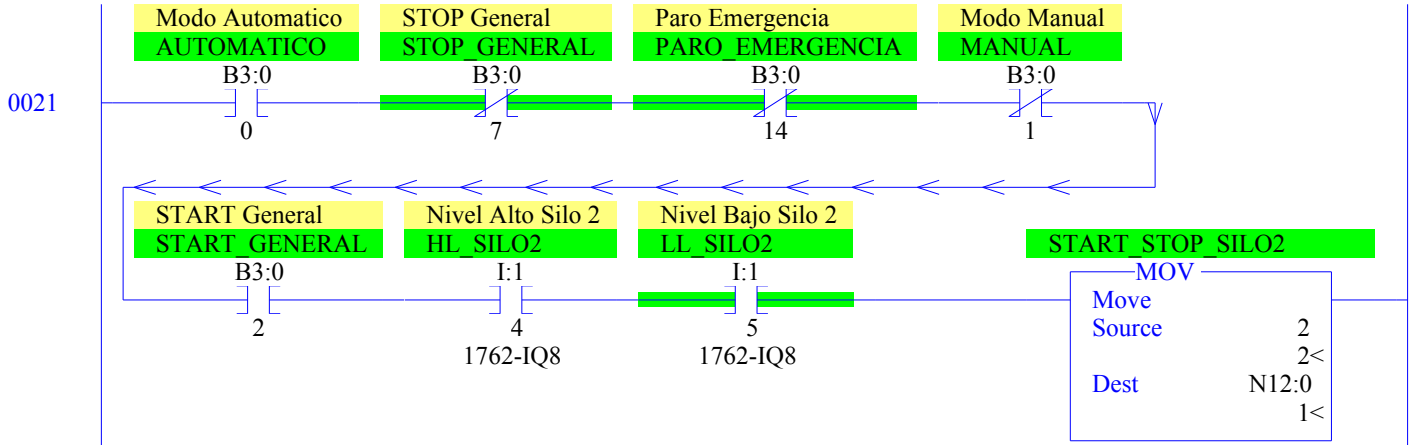 Modo Automatico STOP General Paro Emergencia Modo Manual
AUTOMATICO STOP_GENERAL PARO_EMERGENCIA MANUAL
B3:0 B3:0 B3:0 B3:0
0021
0 7 14 1
START General Nivel Alto Silo 2 Nivel Bajo Silo 2
START_GENERAL HL_SILO2 LL_SILO2 START_STOP_SILO2
B3:0 I:1 I:1 MOV
2 4 5
1762-IQ8 1762-IQ8
Move
Source 2
2<
Dest N12:0
1<